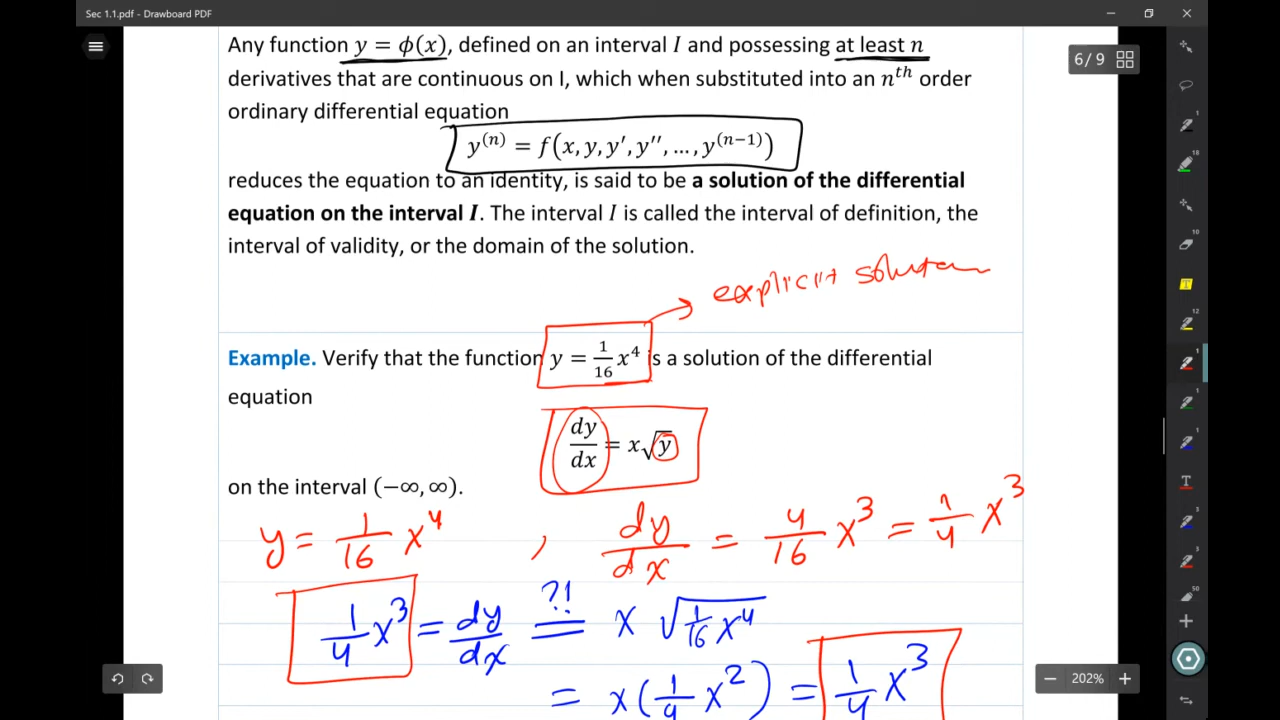 Sec 1.1.pdf - Drawboard PDF
6/9
Any function y = ϕ(x), defined on an interval I and possessing at least n
derivatives that are continuous on I, which when substituted into an nᵗʰ order
ordinary differential equation
y⁽ⁿ⁾ = f(x, y, y′, y′′, … , y⁽ⁿ⁻¹⁾)
reduces the equation to an identity, is said to be a solution of the differential
equation on the interval I. The interval I is called the interval of definition, the
interval of validity, or the domain of the solution.
explicit solution
Example. Verify that the function y = 1/16 x⁴ is a solution of the differential
equation
dy/dx = x√y
on the interval (−∞, ∞).
y = 1/16 x⁴ , dy/dx = 4/16 x³ = 1/4 x³
1/4 x³ = dy/dx ?! = x √(1/16 x⁴)
= x(1/4 x²) = 1/4 x³
202%